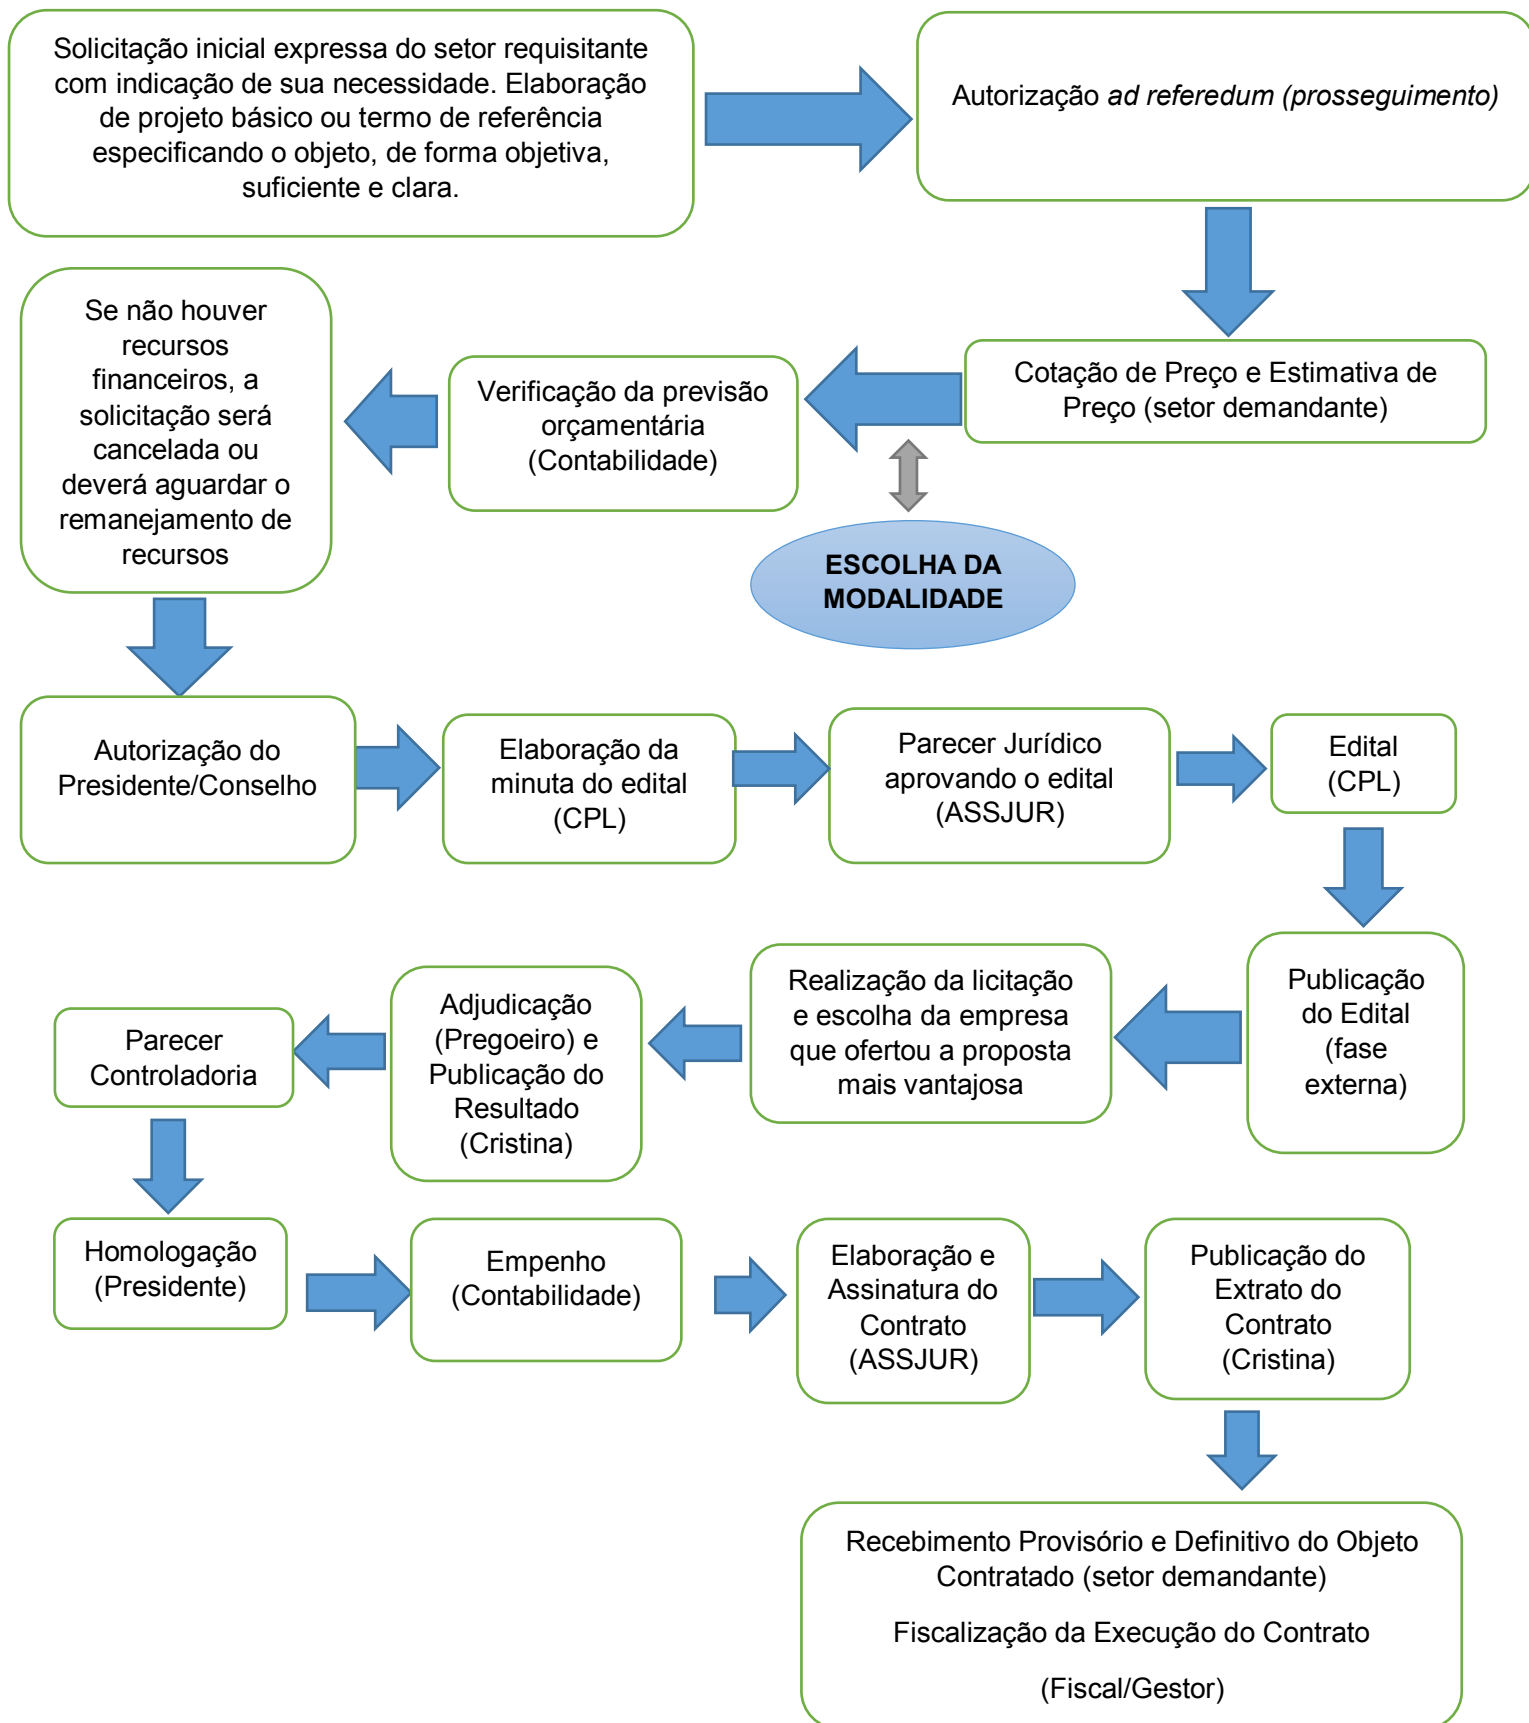 Solicitação inicial expressa do setor requisitante
com indicação de sua necessidade. Elaboração
de projeto básico ou termo de referência
especificando o objeto, de forma objetiva,
suficiente e clara.
Autorização ad referedum (prosseguimento)
Cotação de Preço e Estimativa de
Preço (setor demandante)
Verificação da previsão
orçamentária
(Contabilidade)
Se não houver
recursos
financeiros, a
solicitação será
cancelada ou
deverá aguardar o
remanejamento de
recursos
ESCOLHA DA
MODALIDADE
Autorização do
Presidente/Conselho
Elaboração da
minuta do edital
(CPL)
Parecer Jurídico
aprovando o edital
(ASSJUR)
Edital
(CPL)
Publicação
do Edital
(fase
externa)
Realização da licitação
e escolha da empresa
que ofertou a proposta
mais vantajosa
Adjudicação
(Pregoeiro) e
Publicação do
Resultado
(Cristina)
Parecer
Controladoria
Homologação
(Presidente)
Empenho
(Contabilidade)
Elaboração e
Assinatura do
Contrato
(ASSJUR)
Publicação do
Extrato do
Contrato
(Cristina)
Recebimento Provisório e Definitivo do Objeto
Contratado (setor demandante)
Fiscalização da Execução do Contrato
(Fiscal/Gestor)